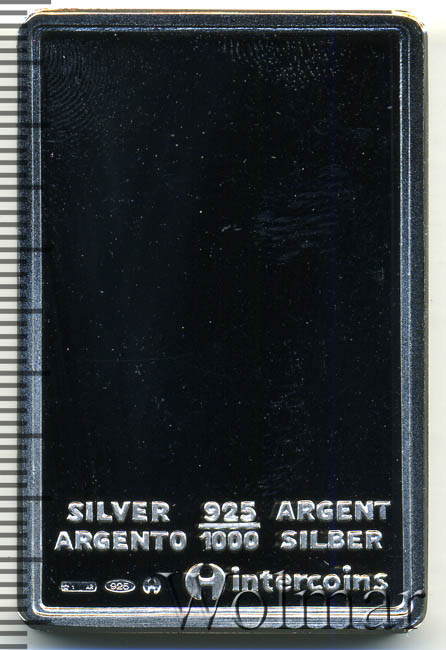 SILVER 925/1000 ARGENT
ARGENTO SILBER
925 intercoins
Wolmar